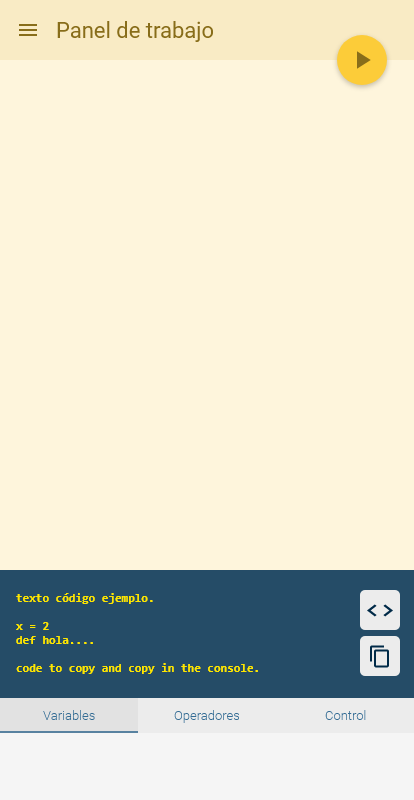 Panel de trabajo
texto código ejemplo.
x = 2
def hola....
code to copy and copy in the console.
Variables Operadores Control